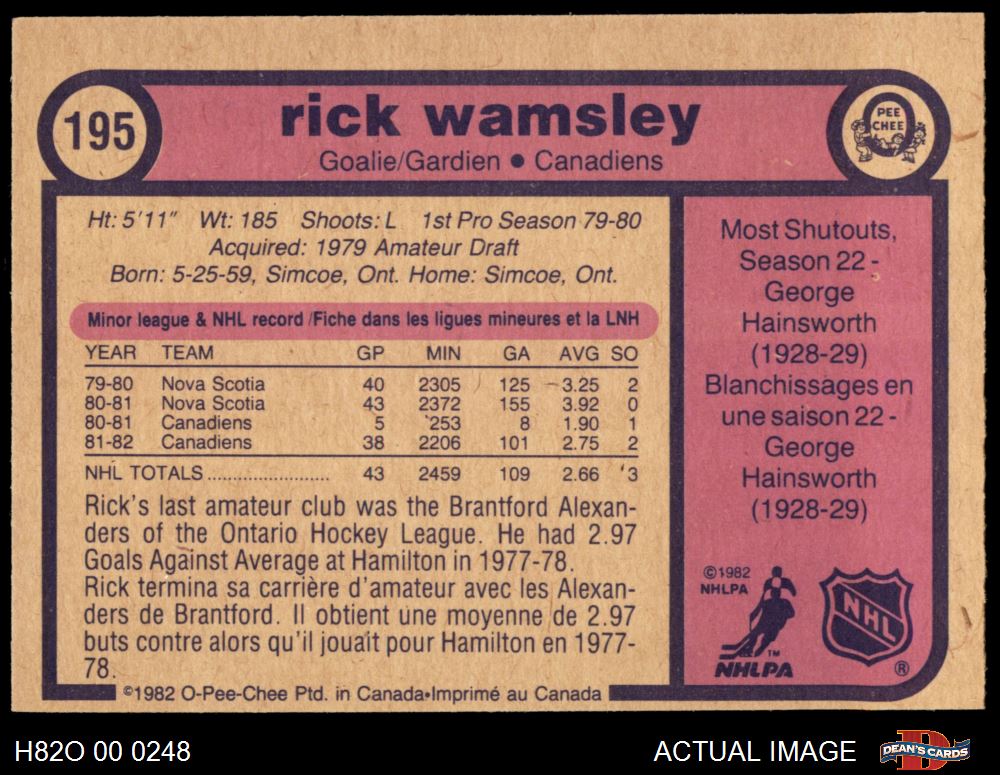 195
rick wamsley
Goalie/Gardien ● Canadiens
O PEE CHEE
Ht: 5'11" Wt: 185 Shoots: L 1st Pro Season 79-80
Acquired: 1979 Amateur Draft
Born: 5-25-59, Simcoe, Ont. Home: Simcoe, Ont.
Minor league & NHL record /Fiche dans les ligues mineures et la LNH
YEAR TEAM GP MIN GA AVG SO
79-80 Nova Scotia 40 2305 125 3.25 2
80-81 Nova Scotia 43 2372 155 3.92 0
80-81 Canadiens 5 253 8 1.90 1
81-82 Canadiens 38 2206 101 2.75 2
NHL TOTALS ........................ 43 2459 109 2.66 3
Rick's last amateur club was the Brantford Alexan-
ders of the Ontario Hockey League. He had 2.97
Goals Against Average at Hamilton in 1977-78.
Rick termina sa carrière d'amateur avec les Alexan-
ders de Brantford. Il obtient une moyenne de 2.97
buts contre alors qu'il jouait pour Hamilton en 1977-
78.
©1982 O-Pee-Chee Ptd. in Canada•Imprimé au Canada
Most Shutouts,
Season 22 -
George
Hainsworth
(1928-29)
Blanchissages en
une saison 22 -
George
Hainsworth
(1928-29)
©1982
NHLPA
TM
NHLPA
NHL
®
H82O 00 0248
ACTUAL IMAGE
D
DEAN'S CARDS